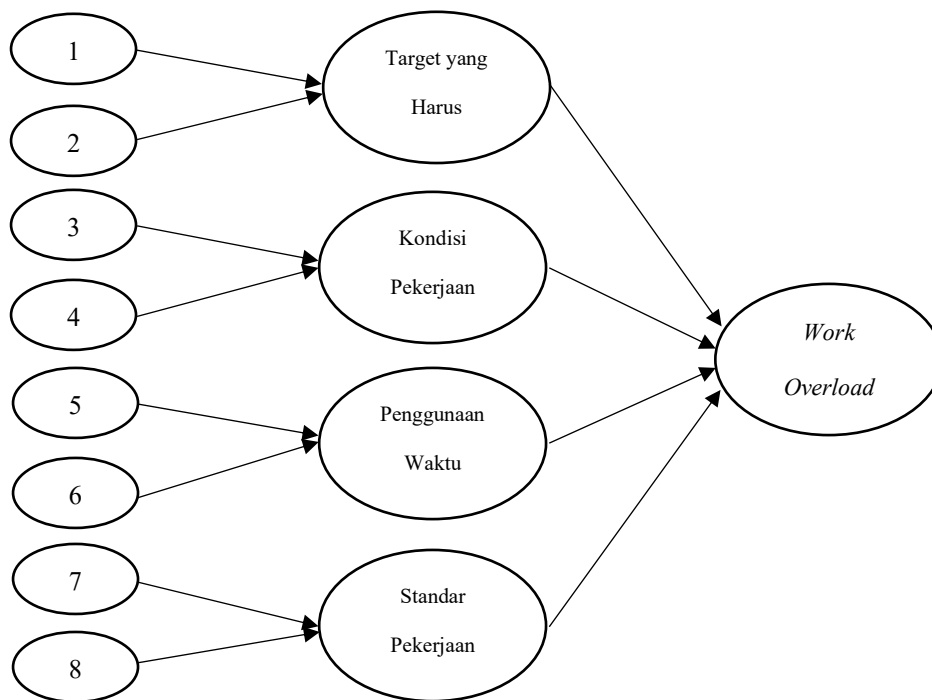 1
2
3
4
5
6
7
8
Target yang
Harus
Kondisi
Pekerjaan
Penggunaan
Waktu
Standar
Pekerjaan
Work
Overload